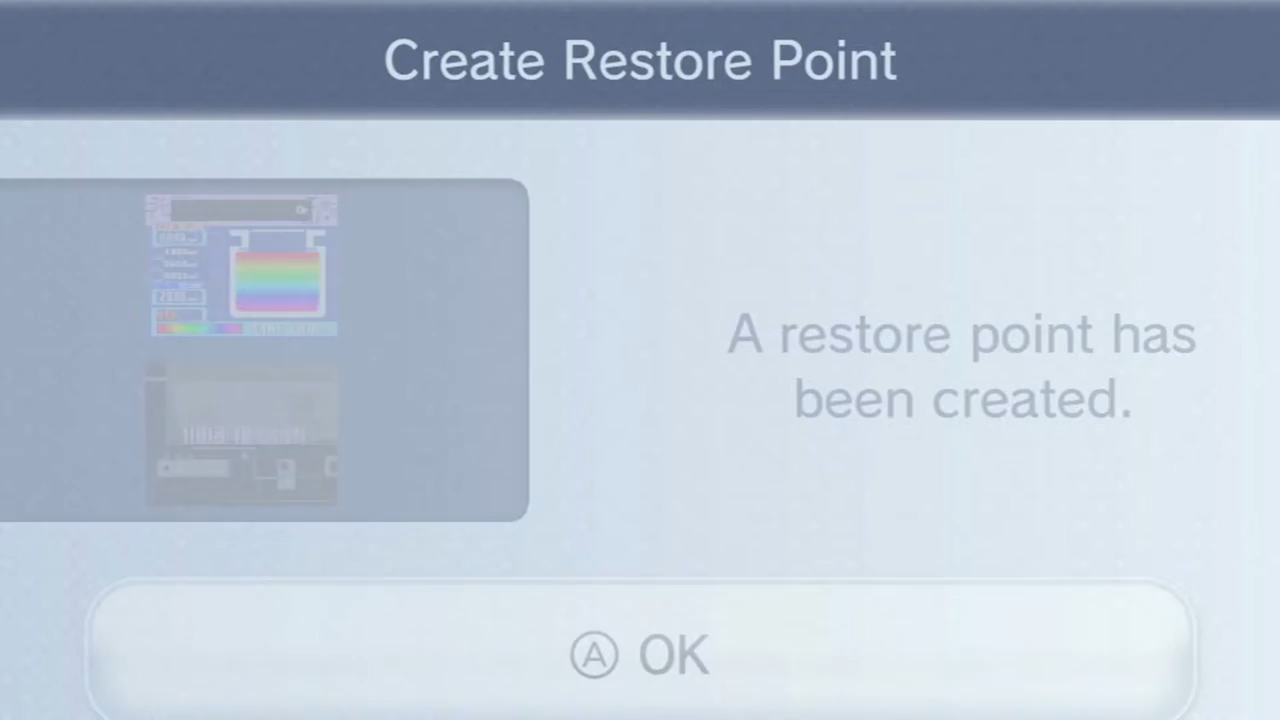 Create Restore Point
A restore point has
been created.
Ⓐ OK